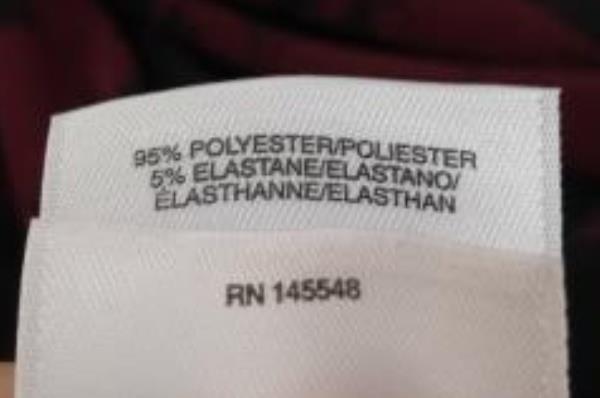 95% POLYESTER/POLIESTER
5% ELASTANE/ELASTANO/
ÉLASTHANNE/ELASTHAN
RN 145548